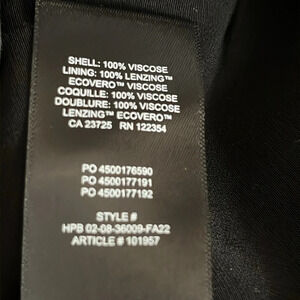 SHELL: 100% VISCOSE
LINING: 100% LENZING™
ECOVERO™ VISCOSE
COQUILLE: 100% VISCOSE
DOUBLURE: 100% VISCOSE
LENZING™ ECOVERO™
CA 23725 RN 122354
PO 4500176590
PO 4500177191
PO 4500177192
STYLE #
HPB 02-08-36009-FA22
ARTICLE # 101957